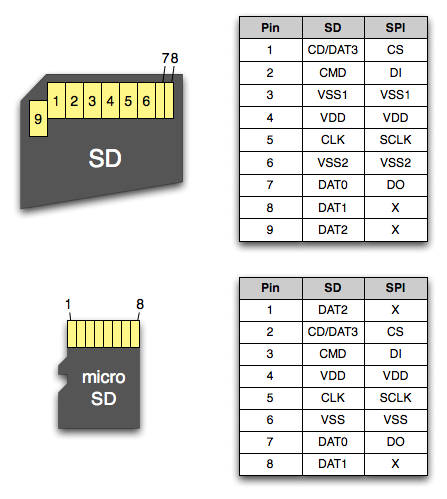 78
1 2 3 4 5 6
9
SD
Pin SD SPI
1 CD/DAT3 CS
2 CMD DI
3 VSS1 VSS1
4 VDD VDD
5 CLK SCLK
6 VSS2 VSS2
7 DAT0 DO
8 DAT1 X
9 DAT2 X
1 8
micro
SD
Pin SD SPI
1 DAT2 X
2 CD/DAT3 CS
3 CMD DI
4 VDD VDD
5 CLK SCLK
6 VSS VSS
7 DAT0 DO
8 DAT1 X